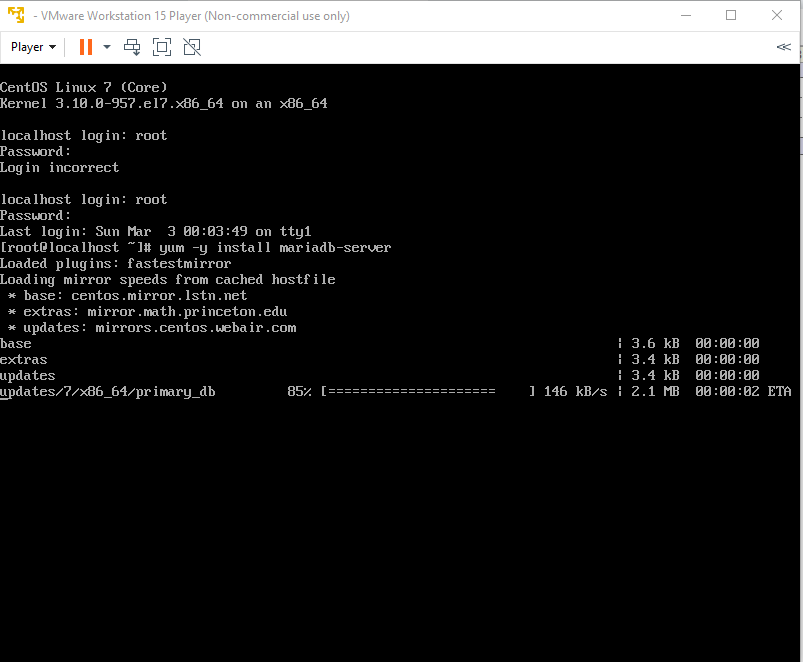 - VMware Workstation 15 Player (Non-commercial use only)
Player
CentOS Linux 7 (Core)
Kernel 3.10.0-957.el7.x86_64 on an x86_64
localhost login: root
Password:
Login incorrect
localhost login: root
Password:
Last login: Sun Mar  3 00:03:49 on tty1
[root@localhost ~]# yum -y install mariadb-server
Loaded plugins: fastestmirror
Loading mirror speeds from cached hostfile
 * base: centos.mirror.lstn.net
 * extras: mirror.math.princeton.edu
 * updates: mirrors.centos.webair.com
base | 3.6 kB  00:00:00
extras | 3.4 kB  00:00:00
updates | 3.4 kB  00:00:00
updates/7/x86_64/primary_db 85% [=====================    ] 146 kB/s | 2.1 MB  00:00:02 ETA